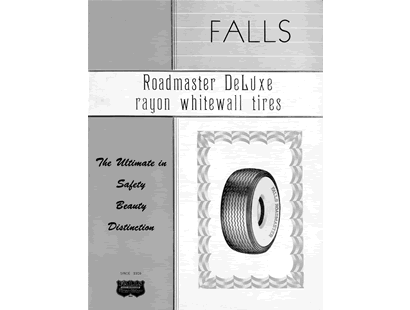 FALLS
Roadmaster DeLuxe
rayon whitewall tires
The Ultimate in
Safety
Beauty
Distinction